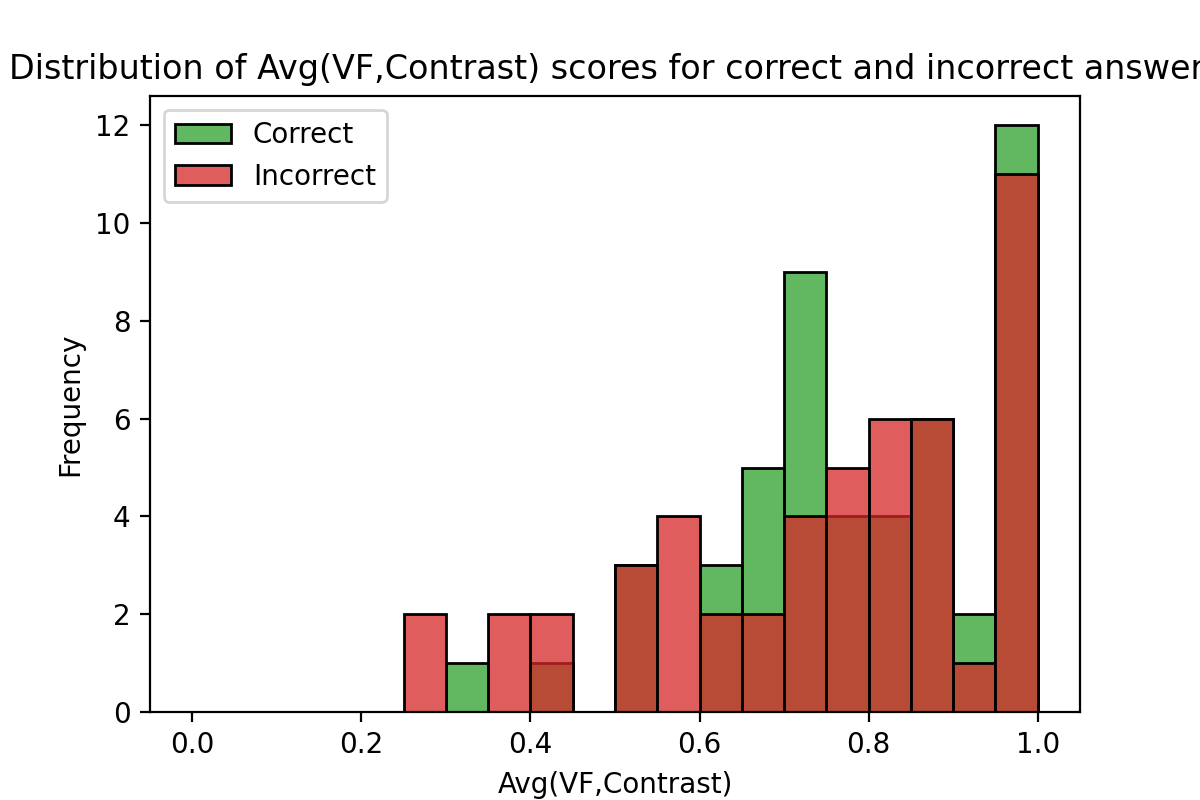 Distribution of Avg(VF,Contrast) scores for correct and incorrect answer
Correct
Incorrect
12
10
8
6
4
2
0
Frequency
0.0 0.2 0.4 0.6 0.8 1.0
Avg(VF,Contrast)